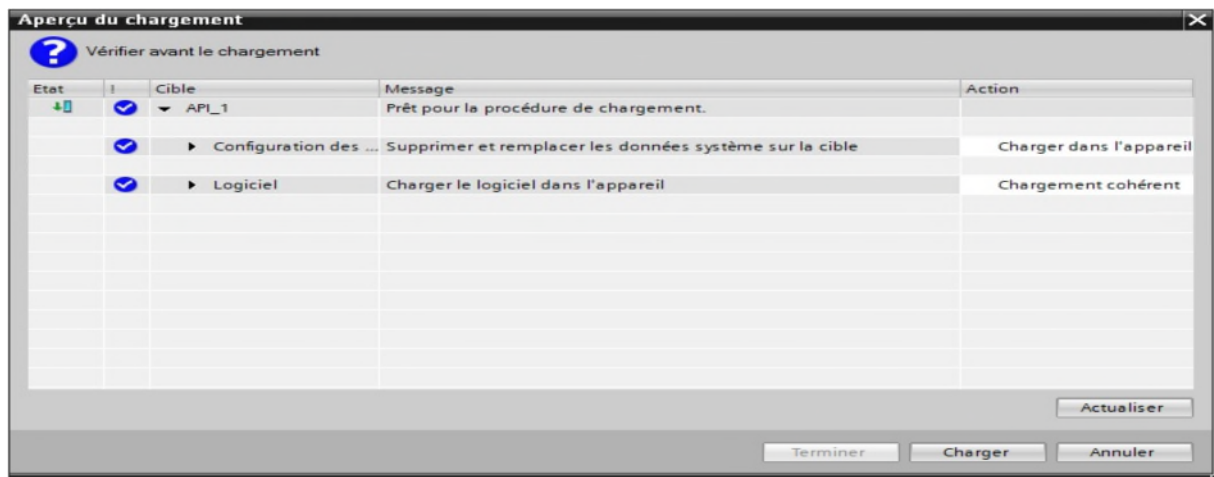 Aperçu du chargement
Vérifier avant le chargement
Etat ! Cible Message Action
API_1 Prêt pour la procédure de chargement.
Configuration des ... Supprimer et remplacer les données système sur la cible Charger dans l'appareil
Logiciel Charger le logiciel dans l'appareil Chargement cohérent
Actualiser
Terminer Charger Annuler